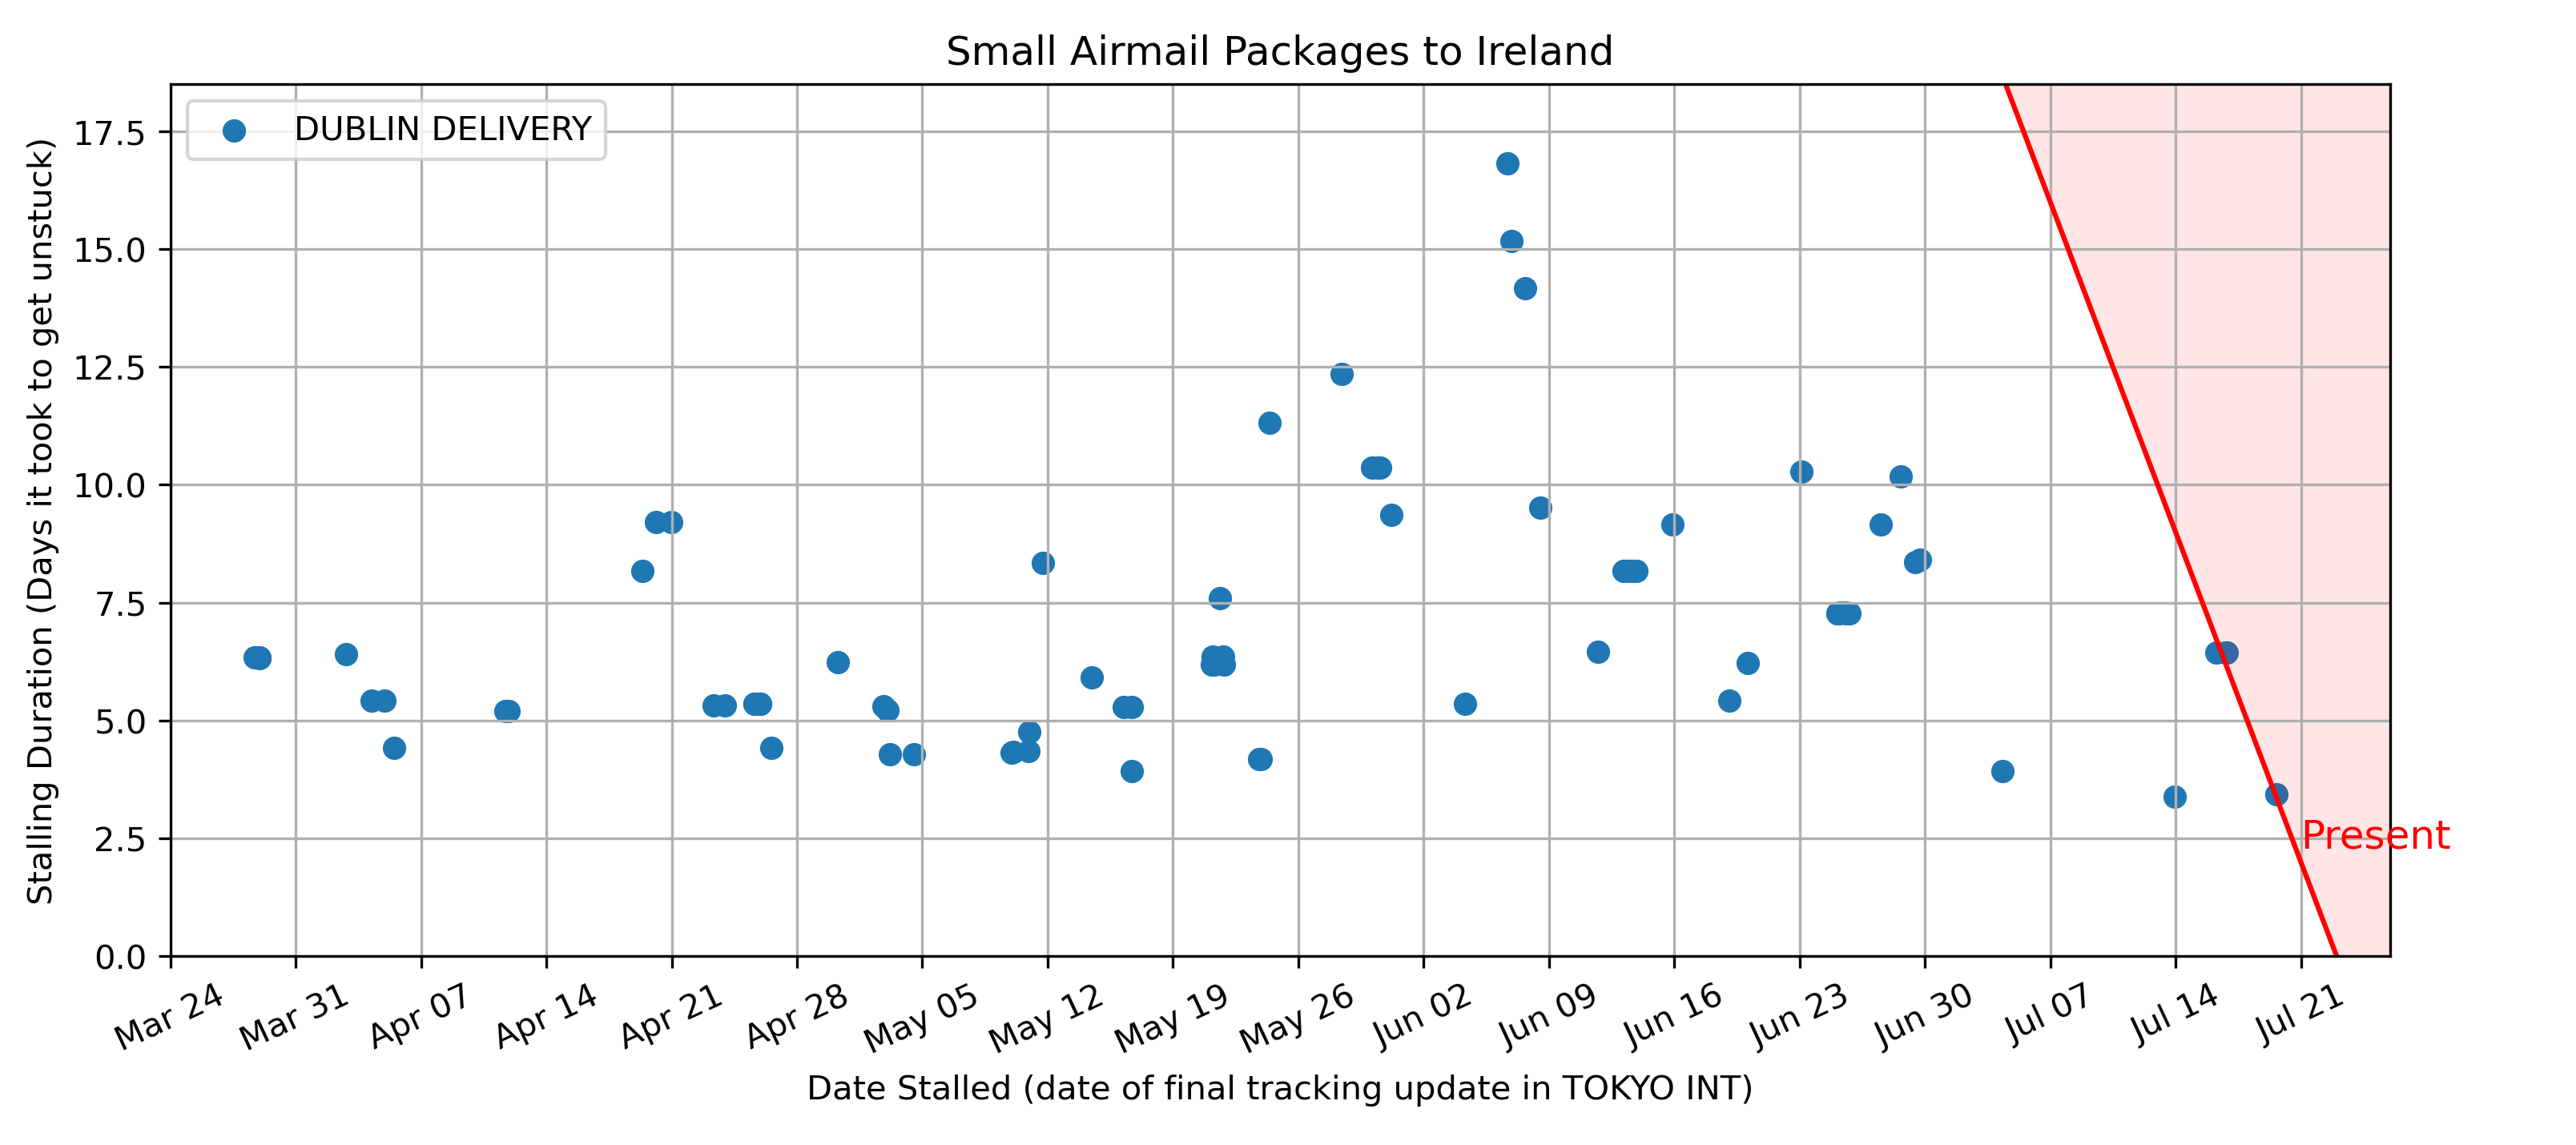 Small Airmail Packages to Ireland
DUBLIN DELIVERY
Stalling Duration (Days it took to get unstuck)
17.5
15.0
12.5
10.0
7.5
5.0
2.5
0.0
Present
Mar 24
Mar 31
Apr 07
Apr 14
Apr 21
Apr 28
May 05
May 12
May 19
May 26
Jun 02
Jun 09
Jun 16
Jun 23
Jun 30
Jul 07
Jul 14
Jul 21
Date Stalled (date of final tracking update in TOKYO INT)